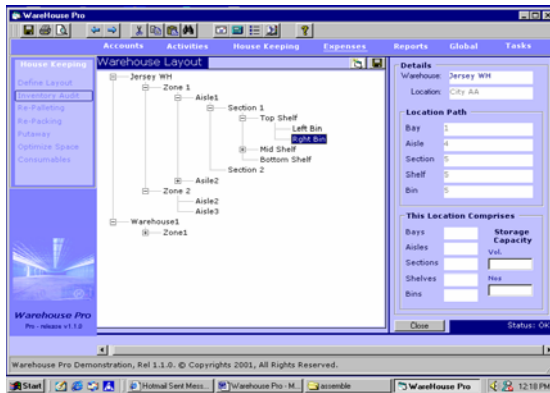 WareHouse Pro
Accounts Activities House Keeping Expenses Reports Global Tasks
House Keeping
Define Layout
Inventory Audit
Re-Palleting
Re-Packing
Putaway
Optimize Space
Consumables
Warehouse Pro
Pro - release v1.1.0
Warehouse Layout
Jersey WH
Zone 1
Aisle1
Section 1
Top Shelf
Left Bin
Right Bin
Mid Shelf
Bottom Shelf
Section 2
Asile2
Zone 2
Aisle2
Aisle3
Warehouse1
Zone1
Details
Warehouse: Jersey WH
Location: City AA
Location Path
Bay 1
Aisle 4
Section 5
Shelf 5
Bin 5
This Location Comprises
Bays
Aisles
Sections
Shelves
Bins
Storage Capacity
Vol.
Nos
Close
Status: OK
Warehouse Pro Demonstration, Rel 1.1.0. © Copyrights 2001, All Rights Reserved.
Start Hotmail Sent Mess... Warehouse Pro - M... assemble WareHouse Pro 12:18 PM